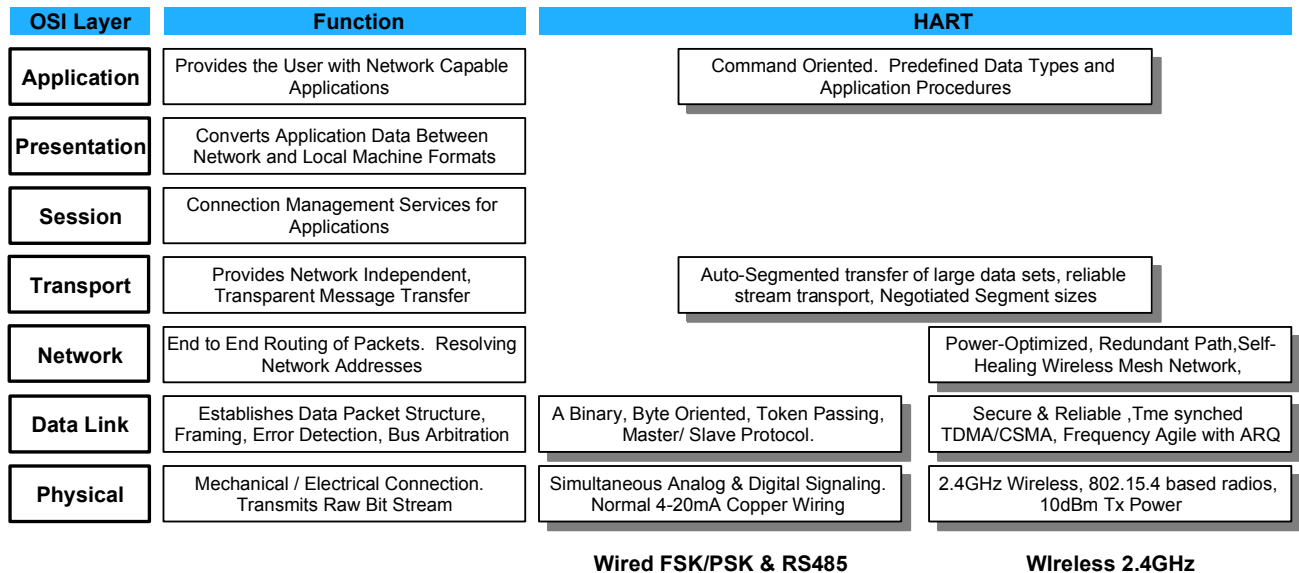 OSI Layer
Function
HART
Application
Provides the User with Network Capable
Applications
Command Oriented. Predefined Data Types and
Application Procedures
Presentation
Converts Application Data Between
Network and Local Machine Formats
Session
Connection Management Services for
Applications
Transport
Provides Network Independent,
Transparent Message Transfer
Auto-Segmented transfer of large data sets, reliable
stream transport, Negotiated Segment sizes
Network
End to End Routing of Packets. Resolving
Network Addresses
Power-Optimized, Redundant Path,Self-
Healing Wireless Mesh Network,
Data Link
Establishes Data Packet Structure,
Framing, Error Detection, Bus Arbitration
A Binary, Byte Oriented, Token Passing,
Master/ Slave Protocol.
Secure & Reliable ,Tme synched
TDMA/CSMA, Frequency Agile with ARQ
Physical
Mechanical / Electrical Connection.
Transmits Raw Bit Stream
Simultaneous Analog & Digital Signaling.
Normal 4-20mA Copper Wiring
2.4GHz Wireless, 802.15.4 based radios,
10dBm Tx Power
Wired FSK/PSK & RS485
WIreless 2.4GHz